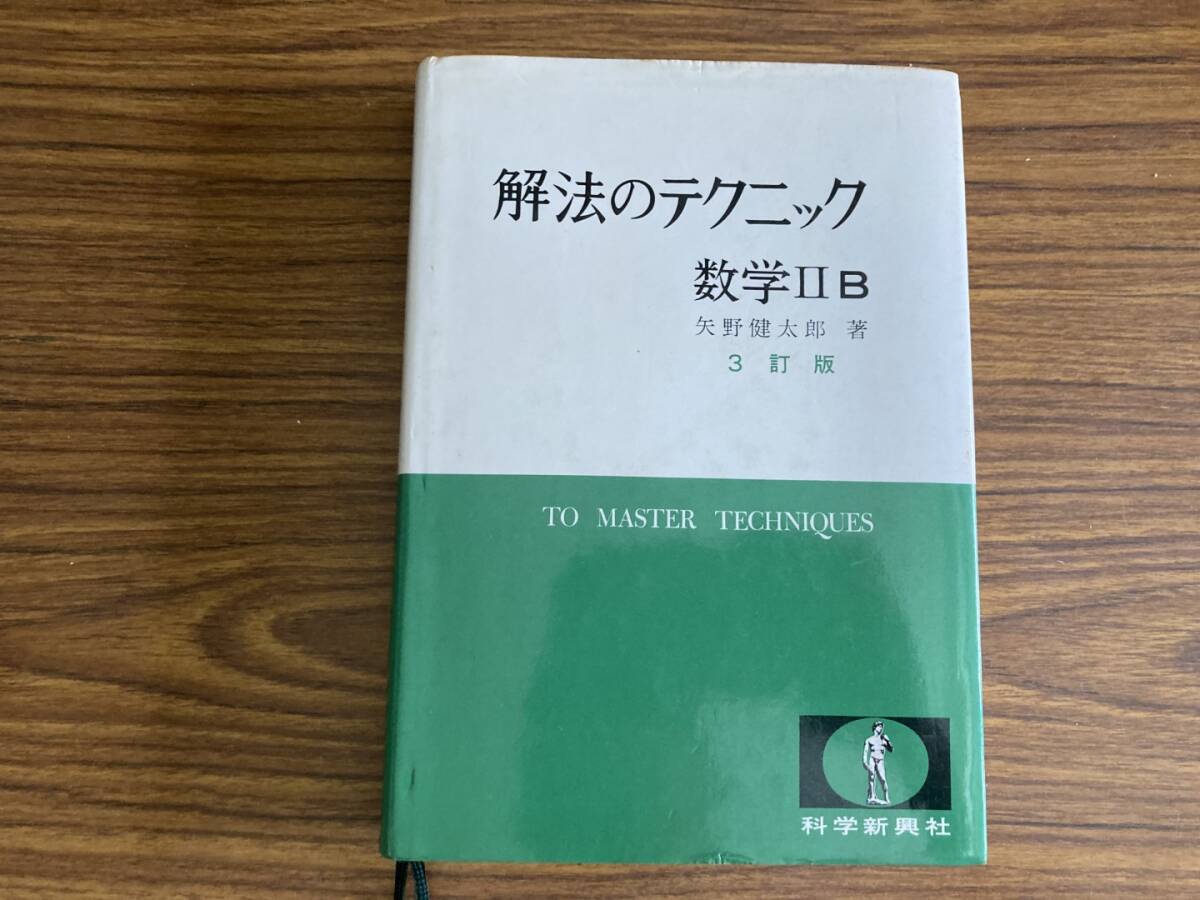 解法のテクニック
数学ⅡB
矢野健太郎 著
3訂版
TO MASTER TECHNIQUES
科学新興社